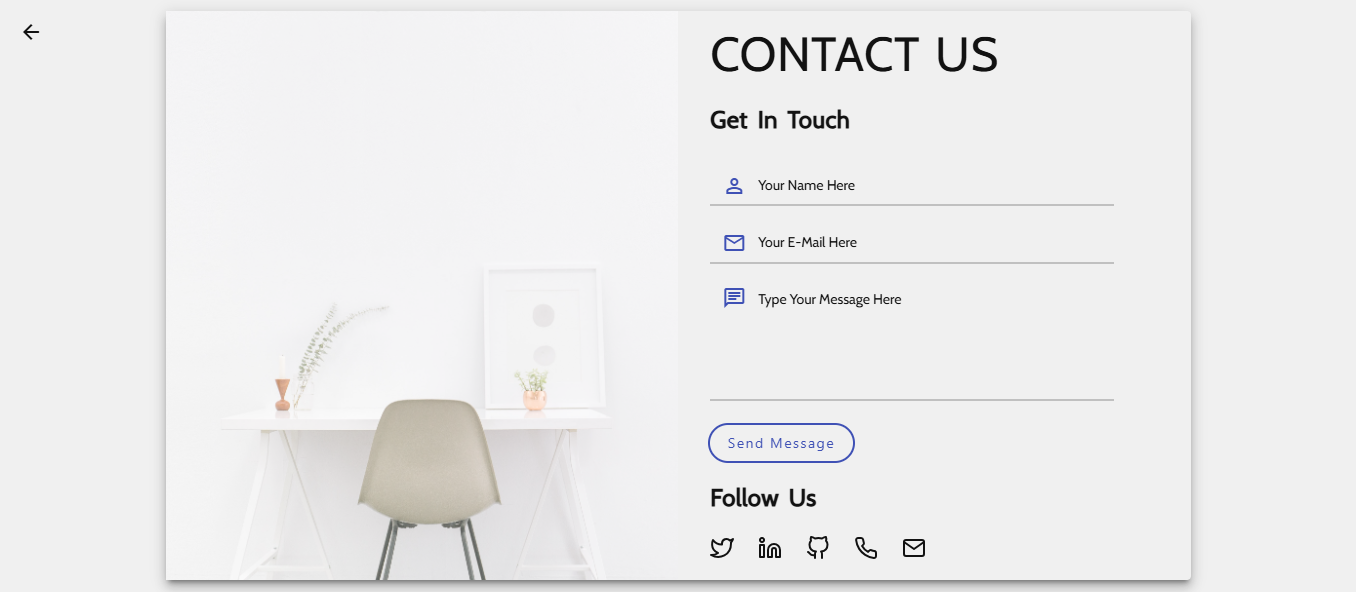 CONTACT US
Get In Touch
Your Name Here
Your E-Mail Here
Type Your Message Here
Send Message
Follow Us